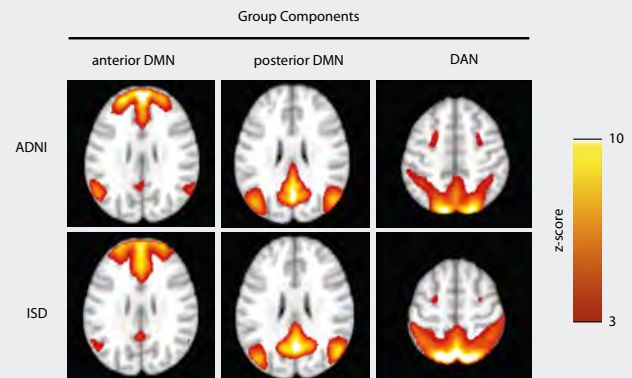 Group Components
anterior DMN posterior DMN DAN
ADNI
10
z-score
3
ISD